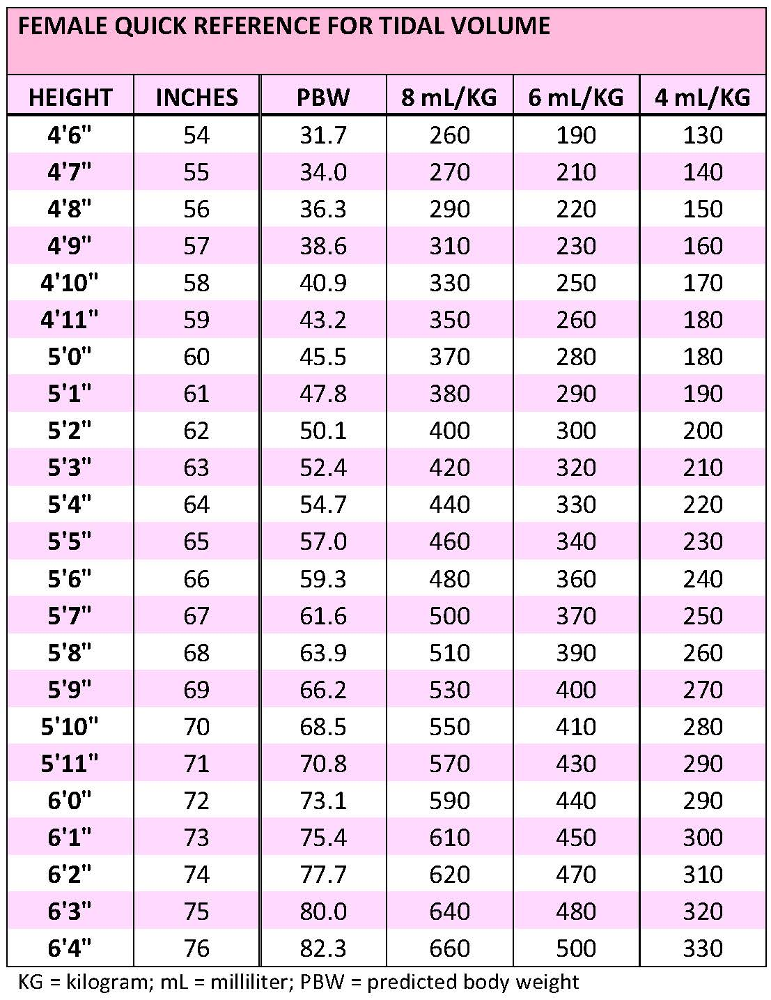 FEMALE QUICK REFERENCE FOR TIDAL VOLUME
HEIGHT INCHES PBW 8 mL/KG 6 mL/KG 4 mL/KG
4'6" 54 31.7 260 190 130
4'7" 55 34.0 270 210 140
4'8" 56 36.3 290 220 150
4'9" 57 38.6 310 230 160
4'10" 58 40.9 330 250 170
4'11" 59 43.2 350 260 180
5'0" 60 45.5 370 280 180
5'1" 61 47.8 380 290 190
5'2" 62 50.1 400 300 200
5'3" 63 52.4 420 320 210
5'4" 64 54.7 440 330 220
5'5" 65 57.0 460 340 230
5'6" 66 59.3 480 360 240
5'7" 67 61.6 500 370 250
5'8" 68 63.9 510 390 260
5'9" 69 66.2 530 400 270
5'10" 70 68.5 550 410 280
5'11" 71 70.8 570 430 290
6'0" 72 73.1 590 440 290
6'1" 73 75.4 610 450 300
6'2" 74 77.7 620 470 310
6'3" 75 80.0 640 480 320
6'4" 76 82.3 660 500 330
KG = kilogram; mL = milliliter; PBW = predicted body weight